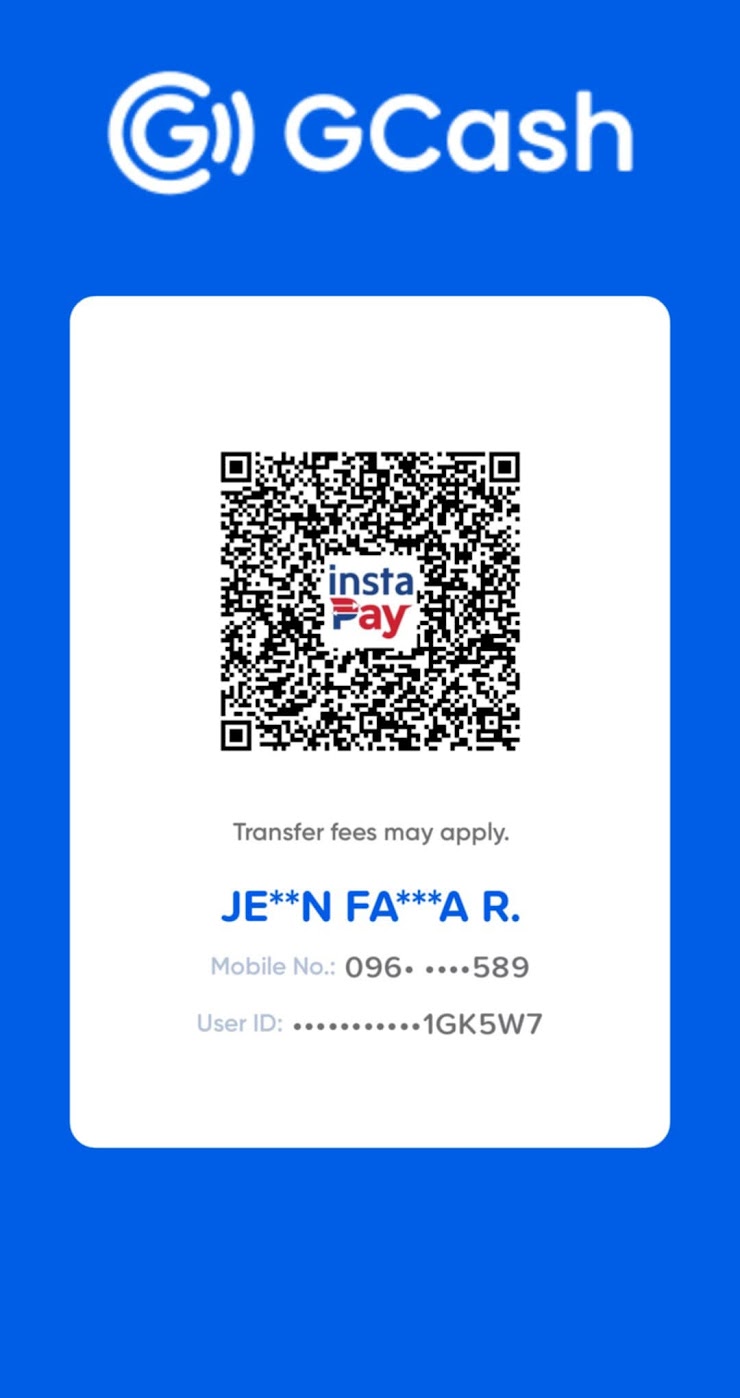 GCash
insta
Pay
Transfer fees may apply.
JE**N FA***A R.
Mobile No.: 096• ••••589
User ID: •••••••••••1GK5W7